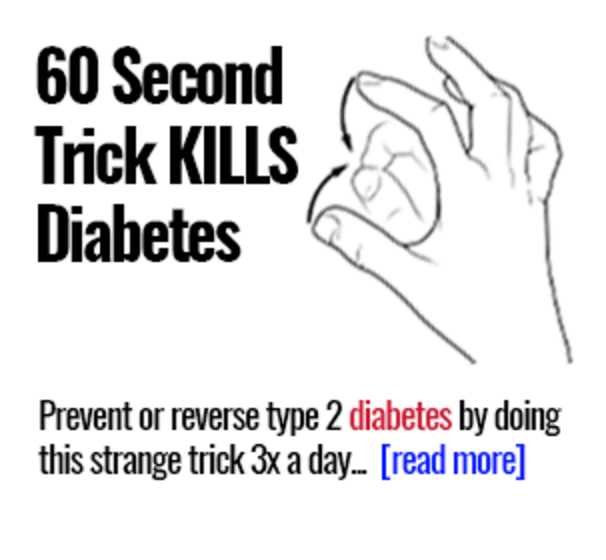 60 Second
Trick KILLS
Diabetes
Prevent or reverse type 2 diabetes by doing
this strange trick 3x a day... [read more]